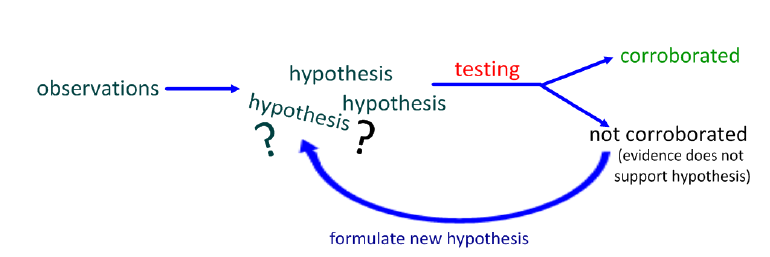 observations
hypothesis
hypothesis
hypothesis
?
?
testing
corroborated
not corroborated
(evidence does not
support hypothesis)
formulate new hypothesis